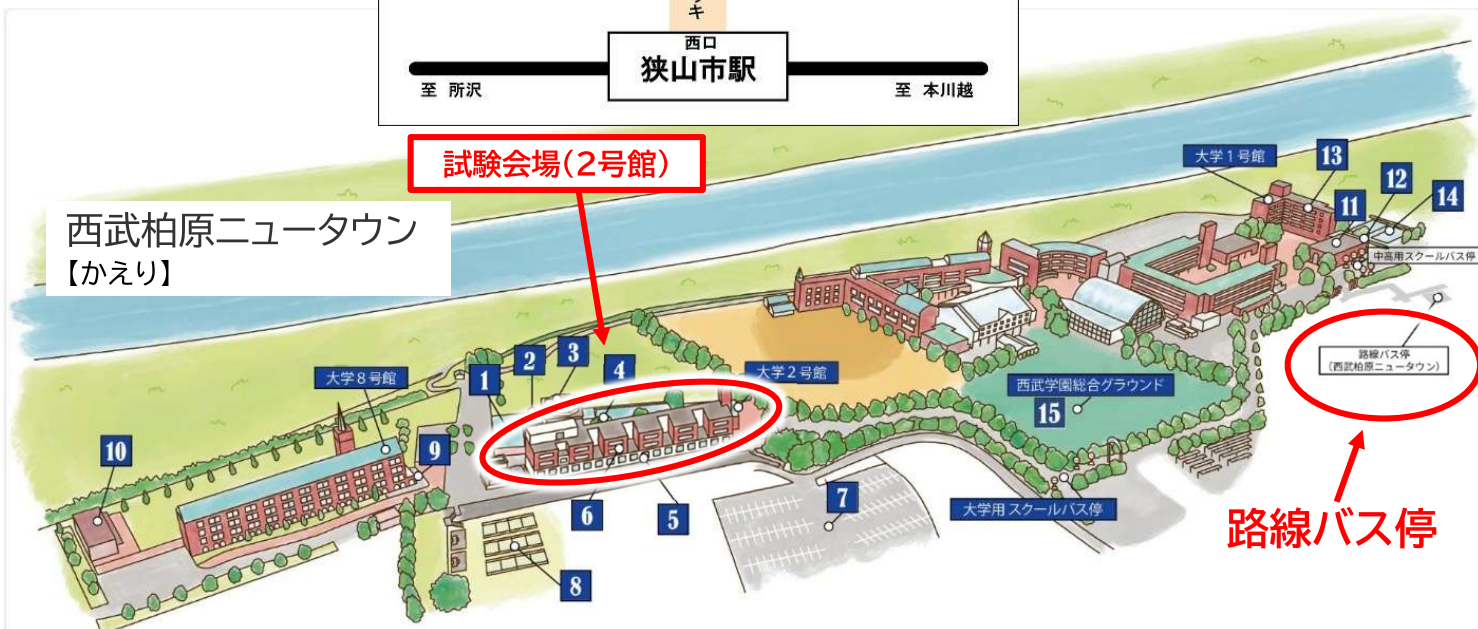 キ
西口
狭山市駅
至 所沢
至 本川越
試験会場(2号館)
西武柏原ニュータウン
【かえり】
大学1号館
13
12
11
14
中高用スクールバス停
路線バス停
(西武柏原ニュータウン)
大学8号館
1
2
3
4
大学2号館
西武学園総合グラウンド
15
10
9
6
5
7
大学用 スクールバス停
8
路線バス停